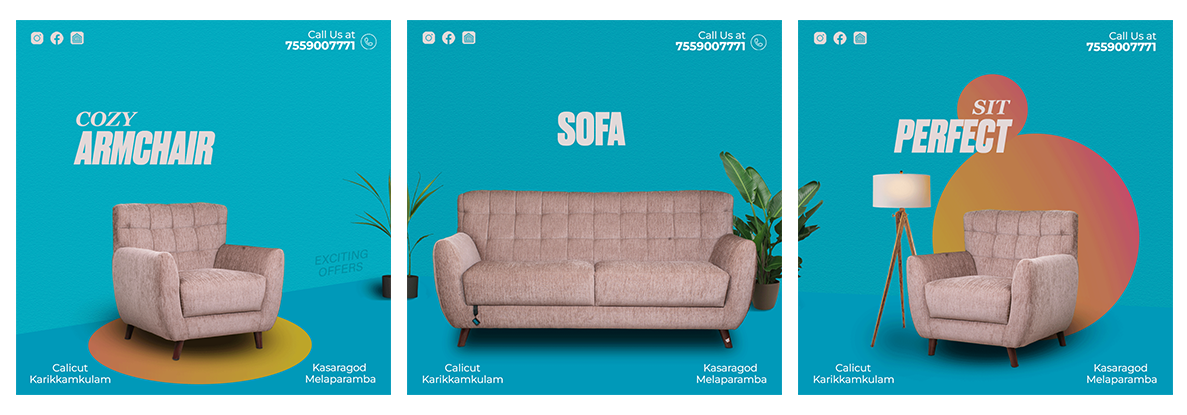 Call Us at
7559007771
COZY
ARMCHAIR
EXCITING
OFFERS
Calicut
Karikkamkulam
Kasaragod
Melaparamba
Call Us at
7559007771
SOFA
Calicut
Karikkamkulam
Kasaragod
Melaparamba
Call Us at
7559007771
SIT
PERFECT
Calicut
Karikkamkulam
Kasaragod
Melaparamba